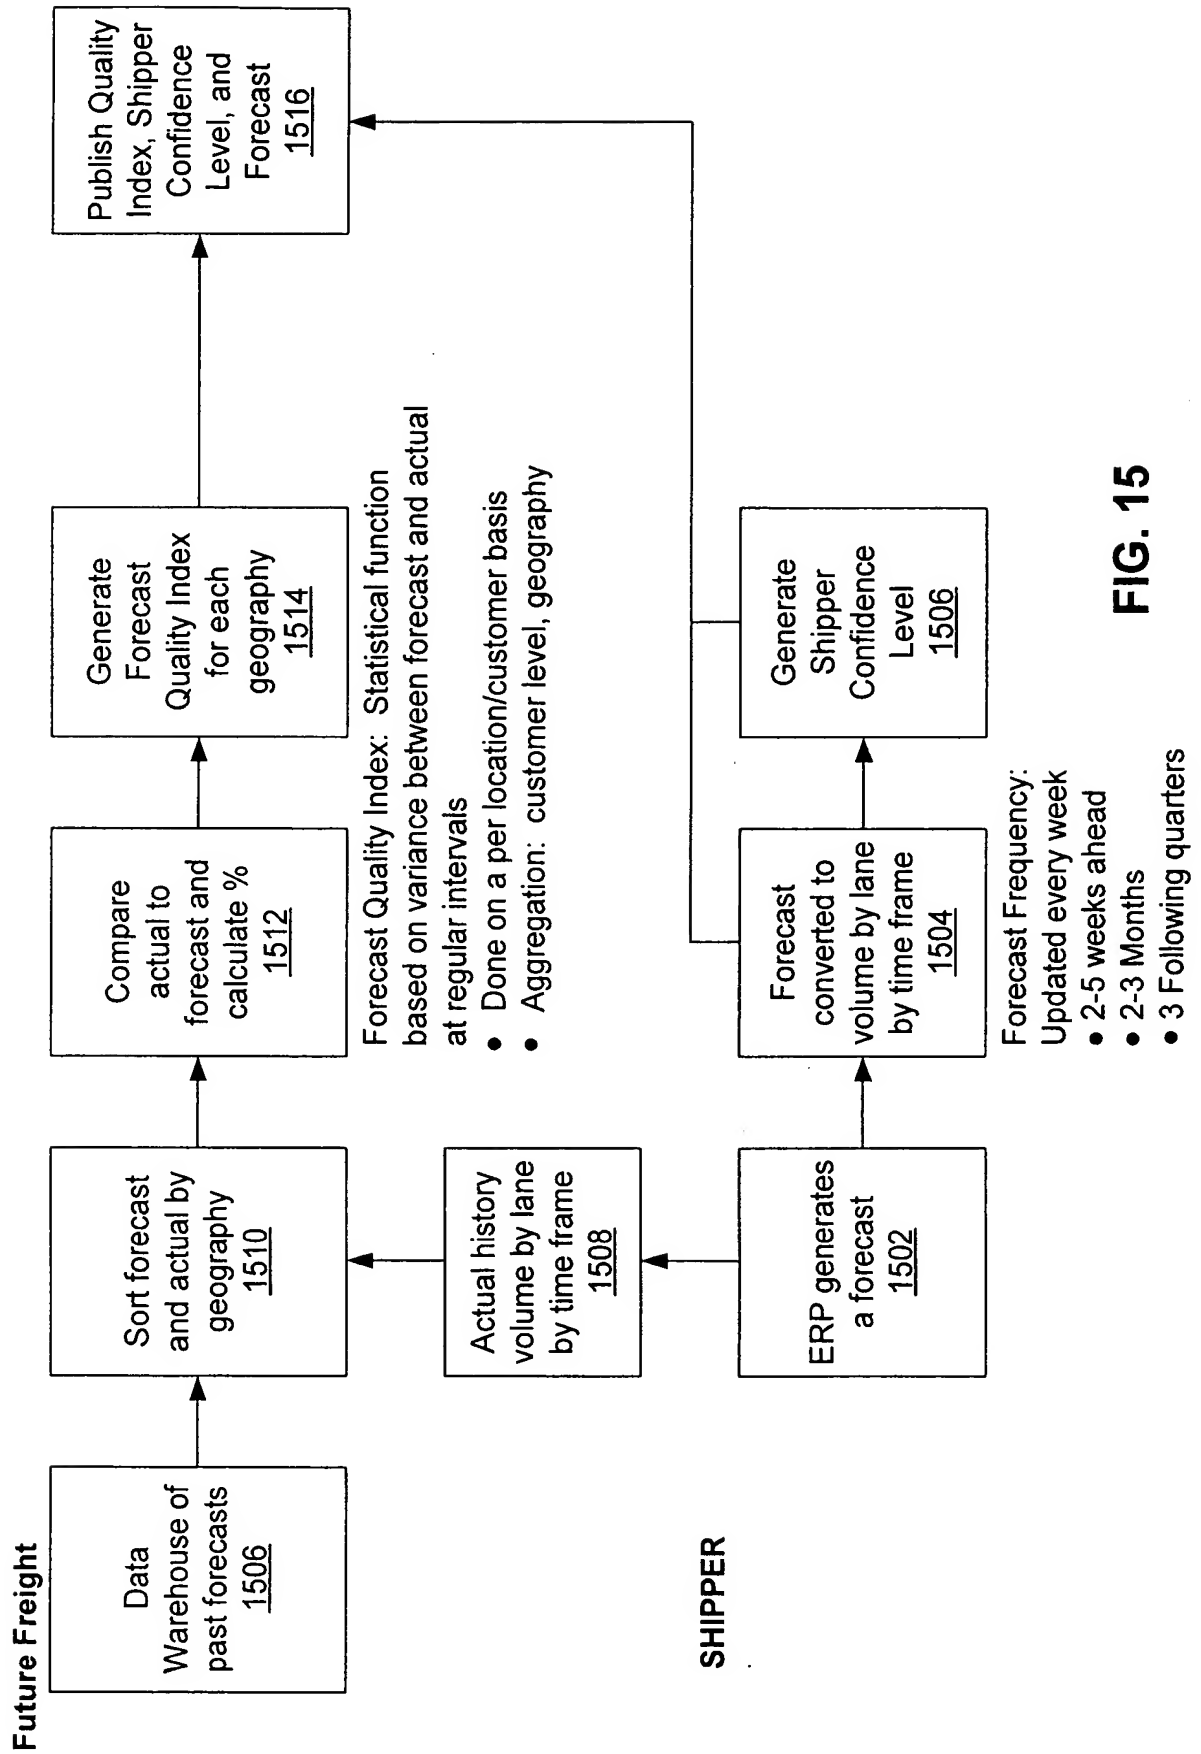 Future Freight
Data
Warehouse of
past forecasts
1506
Sort forecast
and actual by
geography
1510
Compare
actual to
forecast and
calculate %
1512
Generate
Forecast
Quality Index
for each
geography
1514
Publish Quality
Index, Shipper
Confidence
Level, and
Forecast
1516
Forecast Quality Index: Statistical function
based on variance between forecast and actual
at regular intervals
● Done on a per location/customer basis
● Aggregation: customer level, geography
Actual history
volume by lane
by time frame
1508
SHIPPER
ERP generates
a forecast
1502
Forecast
converted to
volume by lane
by time frame
1504
Generate
Shipper
Confidence
Level
1506
Forecast Frequency:
Updated every week
● 2-5 weeks ahead
● 2-3 Months
● 3 Following quarters
FIG. 15